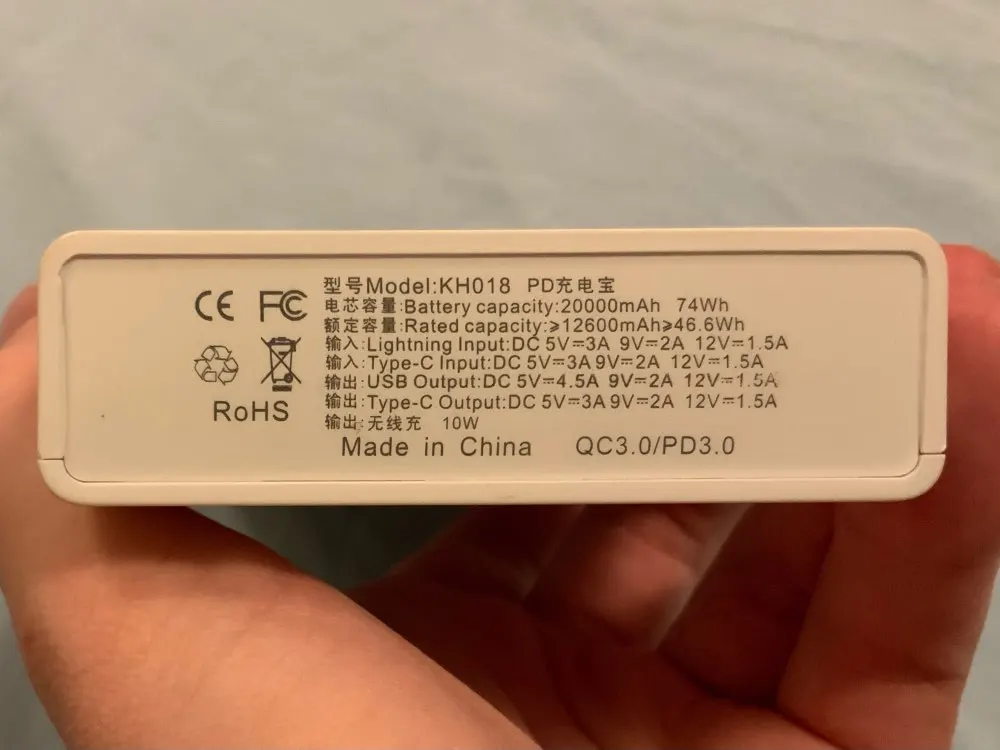 型号Model:KH018 PD充电宝
电芯容量:Battery capacity:20000mAh 74Wh
额定容量:Rated capacity:⩾12600mAh⩾46.6Wh
输入:Lightning Input:DC 5V⎓3A 9V⎓2A 12V⎓1.5A
输入:Type-C Input:DC 5V⎓3A 9V⎓2A 12V⎓1.5A
输出:USB Output:DC 5V⎓4.5A 9V⎓2A 12V⎓1.5A
输出:Type-C Output:DC 5V⎓3A 9V⎓2A 12V⎓1.5A
输出:无线充 10W
Made in China QC3.0/PD3.0
CE FC
RoHS